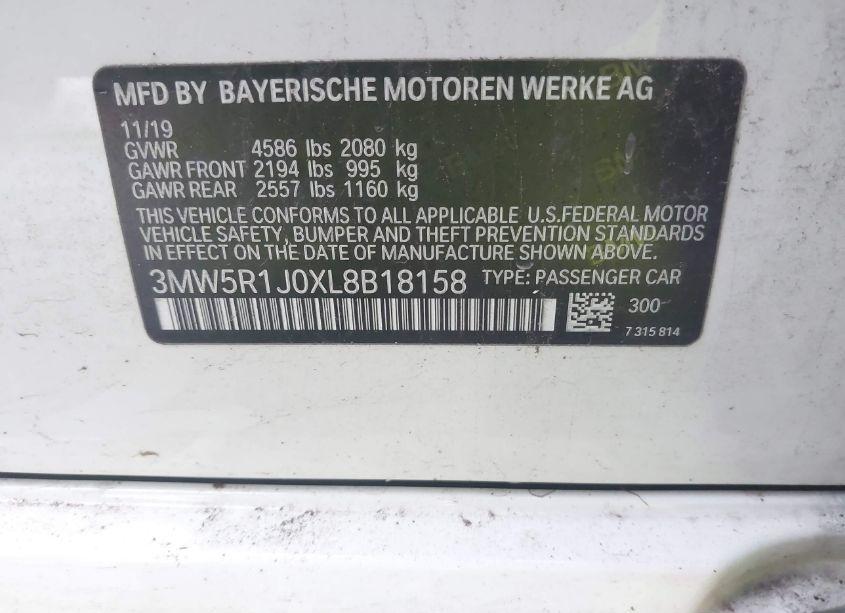 MFD BY BAYERISCHE MOTOREN WERKE AG
11/19
GVWR 4586 lbs 2080 kg
GAWR FRONT 2194 lbs 995 kg
GAWR REAR 2557 lbs 1160 kg
THIS VEHICLE CONFORMS TO ALL APPLICABLE U.S.FEDERAL MOTOR
VEHICLE SAFETY, BUMPER AND THEFT PREVENTION STANDARDS
IN EFFECT ON THE DATE OF MANUFACTURE SHOWN ABOVE.
3MW5R1J0XL8B18158 TYPE: PASSENGER CAR
300
7 315 814